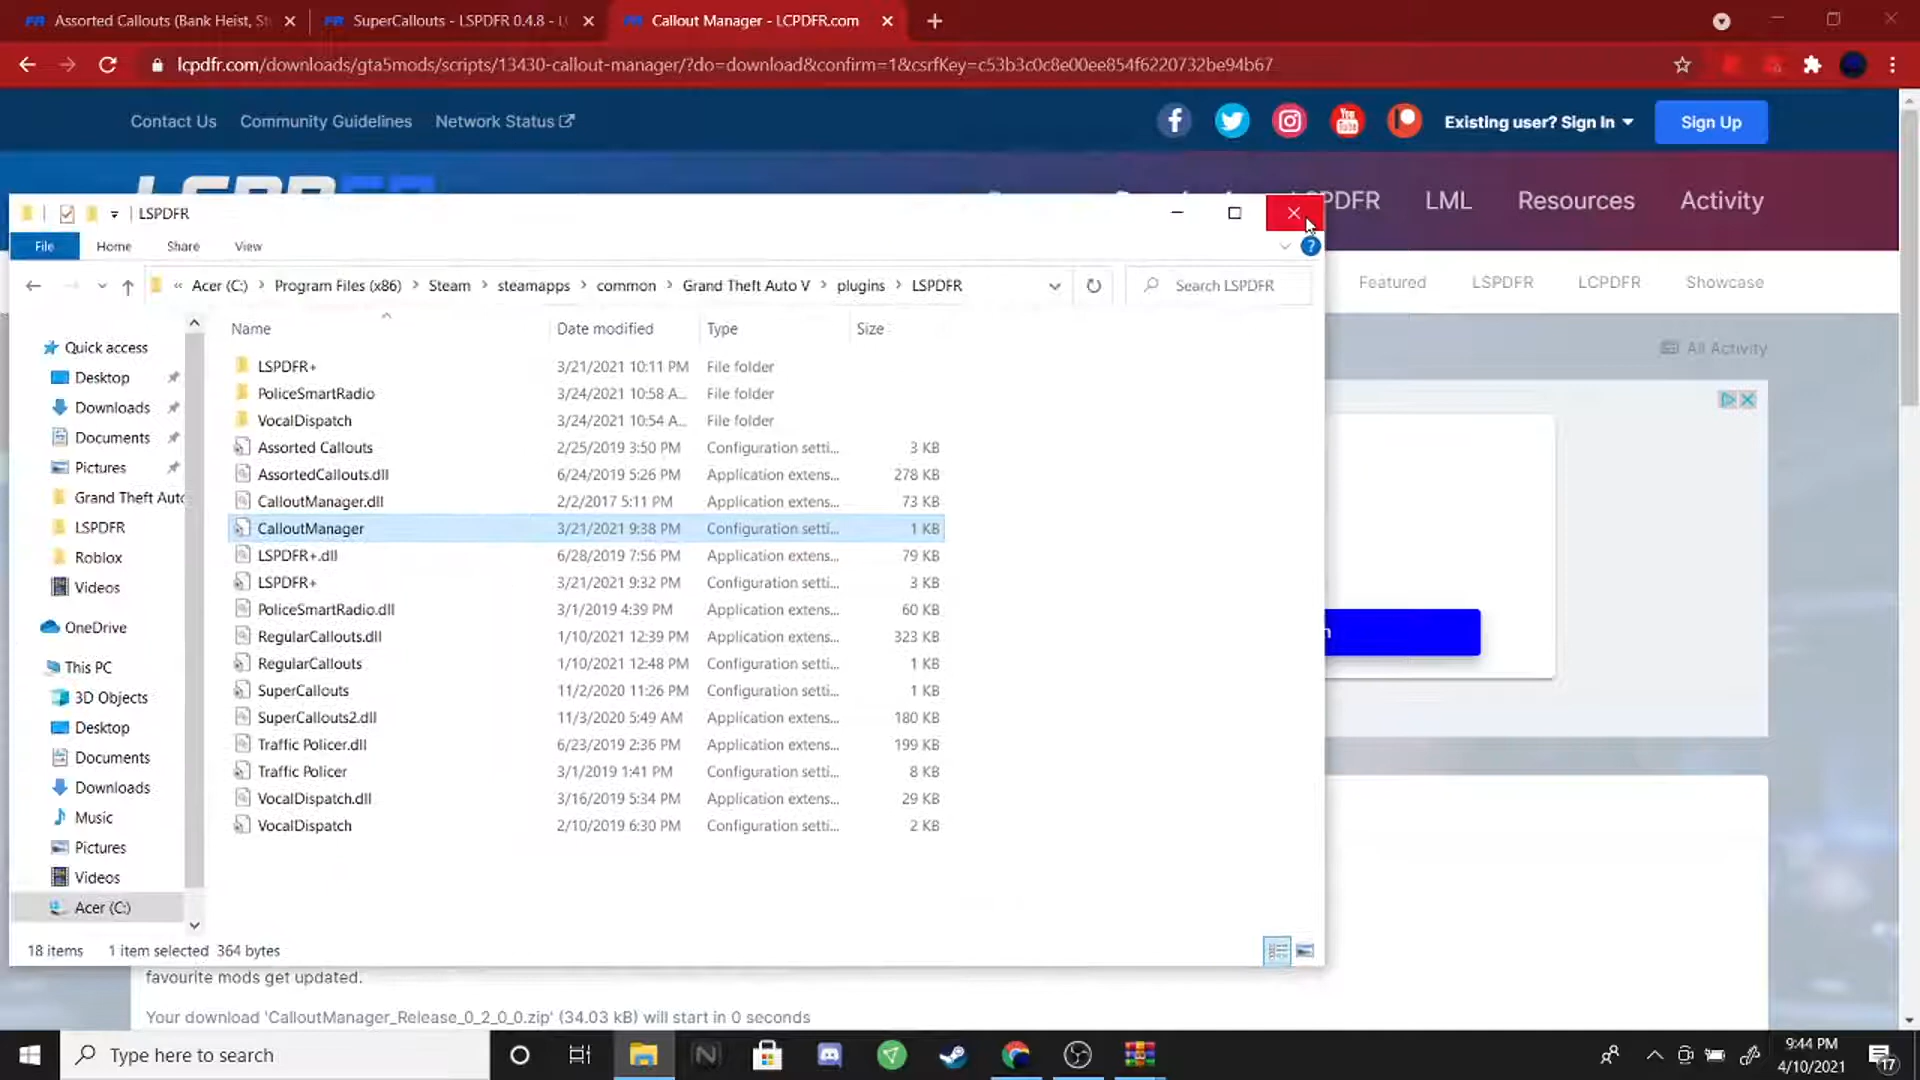 Assorted Callouts (Bank Heist, St
SuperCallouts - LSPDFR 0.4.8 - L
Callout Manager - LCPDFR.com
lcpdfr.com/downloads/gta5mods/scripts/13430-callout-manager/?do=download&confirm=1&csrfKey=c53b3c0c8e00ee854f6220732be94b67
Contact Us Community Guidelines Network Status
Existing user? Sign In Sign Up
LSPDFR
PDFR LML Resources Activity
File Home Share View
« Acer (C:) > Program Files (x86) > Steam > steamapps > common > Grand Theft Auto V > plugins > LSPDFR
Search LSPDFR
Featured LSPDFR LCPDFR Showcase
All Activity
Name Date modified Type Size
LSPDFR+ 3/21/2021 10:11 PM File folder
PoliceSmartRadio 3/24/2021 10:58 A... File folder
VocalDispatch 3/24/2021 10:54 A... File folder
Assorted Callouts 2/25/2019 3:50 PM Configuration setti... 3 KB
AssortedCallouts.dll 6/24/2019 5:26 PM Application extens... 278 KB
CalloutManager.dll 2/2/2017 5:11 PM Application extens... 73 KB
CalloutManager 3/21/2021 9:38 PM Configuration setti... 1 KB
LSPDFR+.dll 6/28/2019 7:56 PM Application extens... 79 KB
LSPDFR+ 3/21/2021 9:32 PM Configuration setti... 3 KB
PoliceSmartRadio.dll 3/1/2019 4:39 PM Application extens... 60 KB
RegularCallouts.dll 1/10/2021 12:39 PM Application extens... 323 KB
RegularCallouts 1/10/2021 12:48 PM Configuration setti... 1 KB
SuperCallouts 11/2/2020 11:26 PM Configuration setti... 1 KB
SuperCallouts2.dll 11/3/2020 5:49 AM Application extens... 180 KB
Traffic Policer.dll 6/23/2019 2:36 PM Application extens... 199 KB
Traffic Policer 3/1/2019 1:41 PM Configuration setti... 8 KB
VocalDispatch.dll 3/16/2019 5:34 PM Application extens... 29 KB
VocalDispatch 2/10/2019 6:30 PM Configuration setti... 2 KB
Quick access
Desktop
Downloads
Documents
Pictures
Grand Theft Auto
LSPDFR
Roblox
Videos
OneDrive
This PC
3D Objects
Desktop
Documents
Downloads
Music
Pictures
Videos
Acer (C:)
18 items 1 item selected 364 bytes
favourite mods get updated.
Your download 'CalloutManager_Release_0_2_0_0.zip' (34.03 kB) will start in 0 seconds
Type here to search
9:44 PM
4/10/2021
17